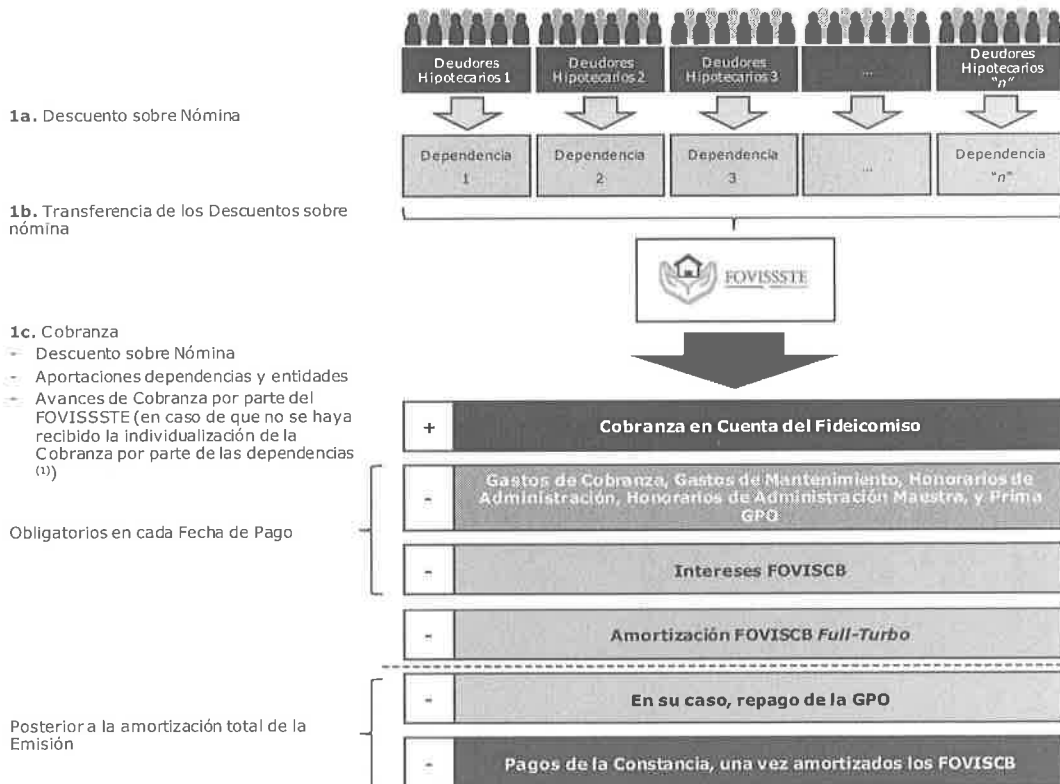 Deudores
Hipotecarios 1
Deudores
Hipotecarios 2
Deudores
Hipotecarios 3
...
Deudores
Hipotecarios
"n"
1a. Descuento sobre Nómina
Dependencia
1
Dependencia
2
Dependencia
3
...
Dependencia
"n"
1b. Transferencia de los Descuentos sobre
nómina
FOVISSSTE
1c. Cobranza
- Descuento sobre Nómina
- Aportaciones dependencias y entidades
- Avances de Cobranza por parte del
FOVISSSTE (en caso de que no se haya
recibido la individualización de la
Cobranza por parte de las dependencias
(1))
+ Cobranza en Cuenta del Fideicomiso
Obligatorios en cada Fecha de Pago
- Gastos de Cobranza, Gastos de Mantenimiento, Honorarios de
Administración, Honorarios de Administración Maestra, y Prima
GPO
- Intereses FOVISCB
- Amortización FOVISCB Full-Turbo
Posterior a la amortización total de la
Emisión
- En su caso, repago de la GPO
- Pagos de la Constancia, una vez amortizados los FOVISCB